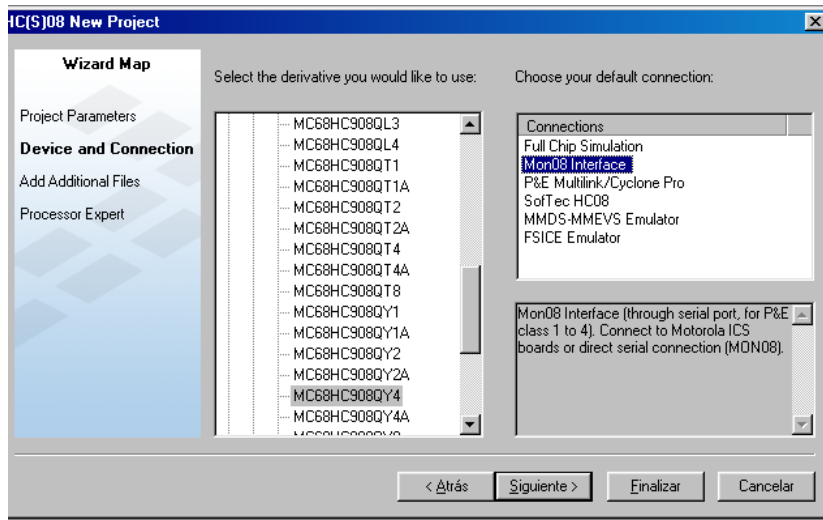 HC(S)08 New Project
Wizard Map
Project Parameters
Device and Connection
Add Additional Files
Processor Expert
Select the derivative you would like to use:
MC68HC908QL3
MC68HC908QL4
MC68HC908QT1
MC68HC908QT1A
MC68HC908QT2
MC68HC908QT2A
MC68HC908QT4
MC68HC908QT4A
MC68HC908QT8
MC68HC908QY1
MC68HC908QY1A
MC68HC908QY2
MC68HC908QY2A
MC68HC908QY4
MC68HC908QY4A
Choose your default connection:
Connections
Full Chip Simulation
Mon08 Interface
P&E Multilink/Cyclone Pro
SofTec HC08
MMDS-MMEVS Emulator
FSICE Emulator
Mon08 Interface (through serial port, for P&E
class 1 to 4). Connect to Motorola ICS
boards or direct serial connection (MON08).
< Atrás
Siguiente >
Finalizar
Cancelar